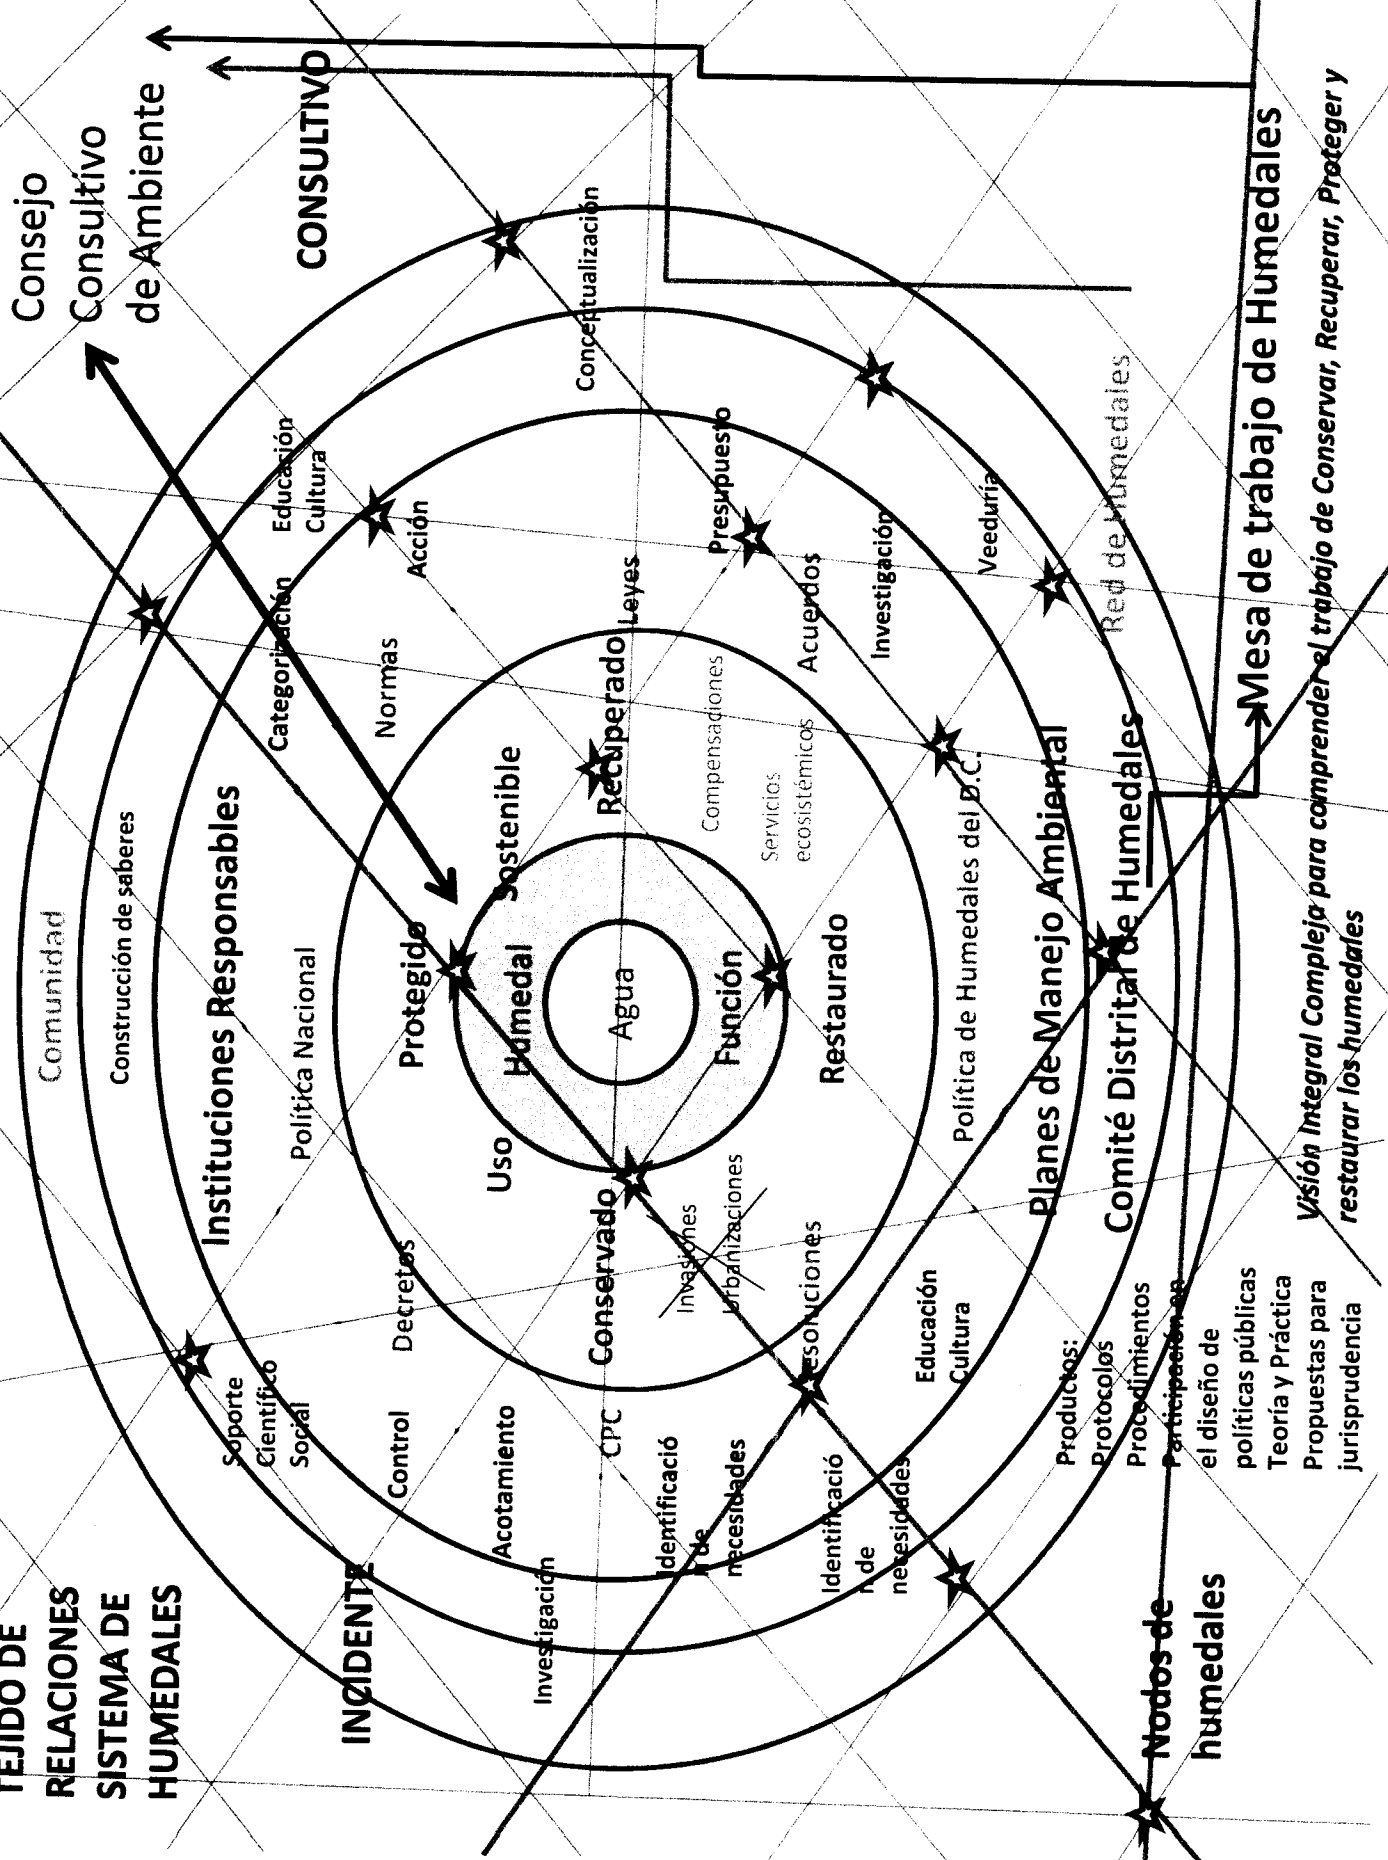 TEJIDO DE
RELACIONES
SISTEMA DE
HUMEDALES
Consejo
Consultivo
de Ambiente
INCIDENTE
CONSULTIVO
Comunidad
Construcción de saberes
Instituciones Responsables
Política Nacional
Soporte
Científico
Social
Categorización
Educación
Cultura
Acción
Normas
Decretos
Control
Acotamiento
Investigación
Protegido
Uso
Humedal
Sostenible
Agua
Función
Conservado
Recuperado
Leyes
Conceptualización
CPC
Identificació
n de
necesidades
Invasiones
Urbanizaciones
Compensaciones
Servicios
ecosistémicos
Presupuesto
Restaurado
esoluciones
Acuerdos
Identificació
n de
necesidades
Investigación
Educación
Cultura
Política de Humedales del D.C.
Veeduría
Planes de Manejo Ambiental
Comité Distrital de Humedales
Red de Humedales
Productos:
Protocolos
Procedimientos
Participación en
el diseño de
políticas públicas
Teoría y Práctica
Propuestas para
jurisprudencia
Nodos de
humedales
Mesa de trabajo de Humedales
Visión Integral Compleja para comprender el trabajo de Conservar, Recuperar, Proteger y
restaurar los humedales